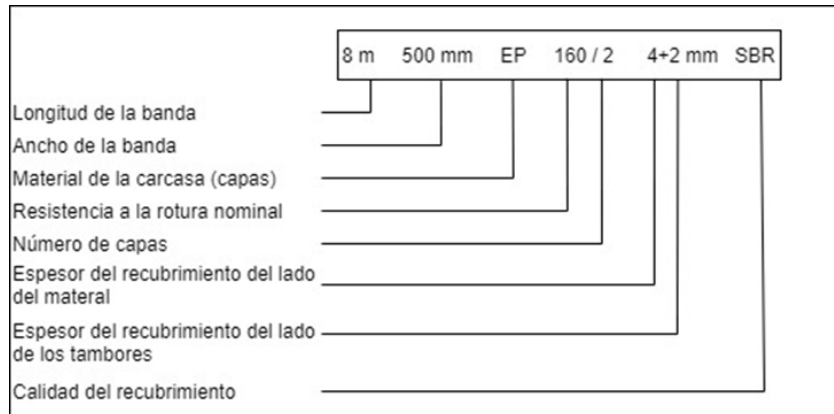 8 m 500 mm EP 160 / 2 4+2 mm SBR
Longitud de la banda
Ancho de la banda
Material de la carcasa (capas)
Resistencia a la rotura nominal
Número de capas
Espesor del recubrimiento del lado
del materal
Espesor del recubrimiento del lado
de los tambores
Calidad del recubrimiento